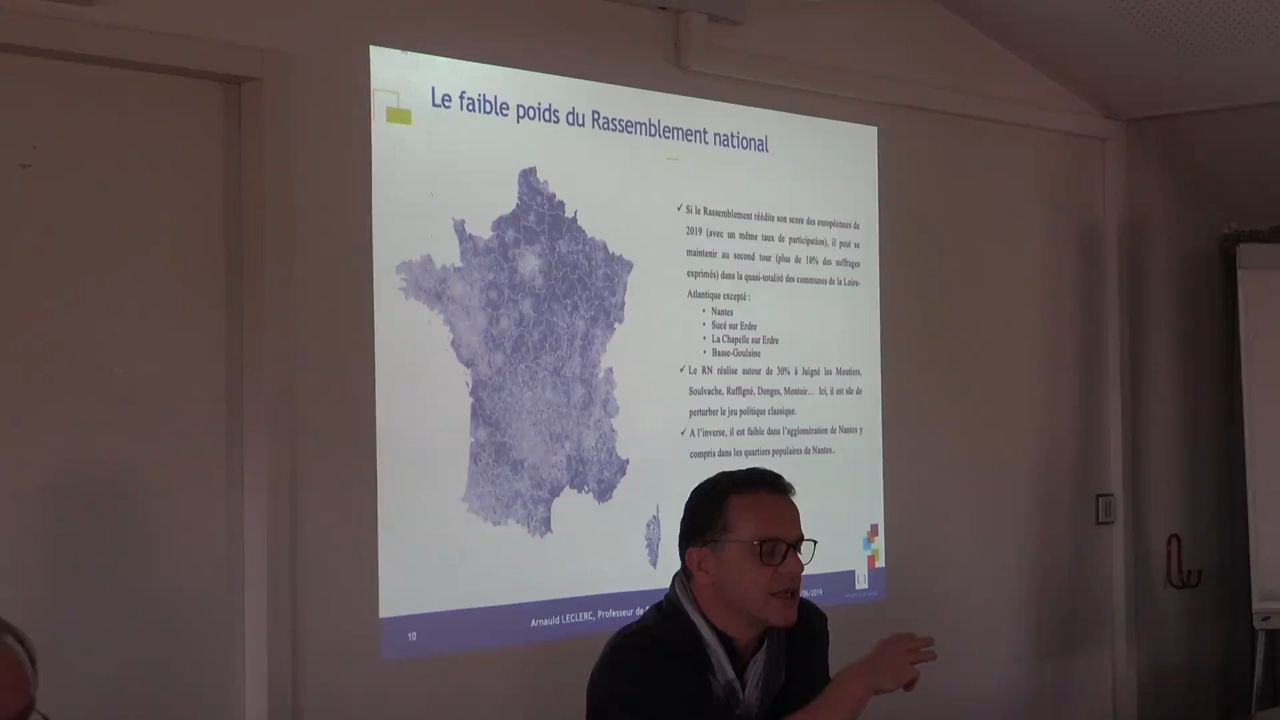 Le faible poids du Rassemblement national
✓ Si le Rassemblement réédite son score des européennes de
2019 (avec un même taux de participation), il peut se
maintenir au second tour (plus de 10% des suffrages
exprimés) dans la quasi-totalité des communes de la Loire-
Atlantique excepté :
• Nantes
• Sucé sur Erdre
• La Chapelle sur Erdre
• Basse-Goulaine
✓ Le RN réalise autour de 30% à Juigné les Moutiers,
Soulvache, Raffigné, Donges, Montoir... Ici, il est sûr de
perturber le jeu politique classique.
✓ A l'inverse, il est faible dans l'agglomération de Nantes y
compris dans les quartiers populaires de Nantes..
10
Arnauld LECLERC, Professeur de
06/2019